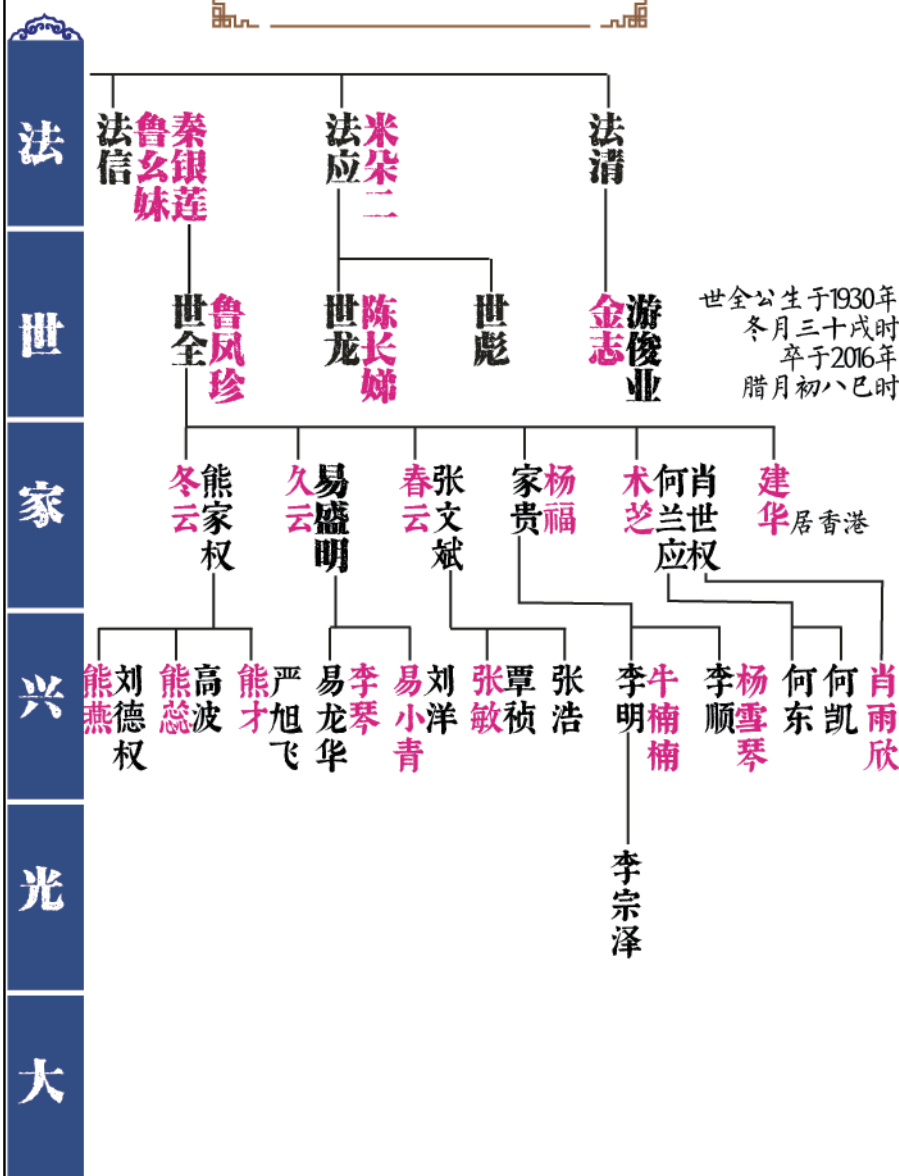 法
法信
鲁幺妹
秦银莲
法应
米朵二
法清
世
世全
鲁凤珍
世龙
陈长娣
世彪
金志
游俊业
世全公生于1930年
冬月三十戌时
卒于2016年
腊月初八巳时
家
冬云
熊家权
久云
易盛明
春云
张文斌
家贵
杨福
术芝
何兰应
肖世权
建华
居香港
兴
熊燕
刘德权
熊蕊
高波
熊才
严旭飞
易龙华
李琴
易小青
刘洋
张敏
覃祯
张浩
李明
牛楠楠
李顺
杨雪琴
何东
何凯
肖雨欣
光
李宗泽
大